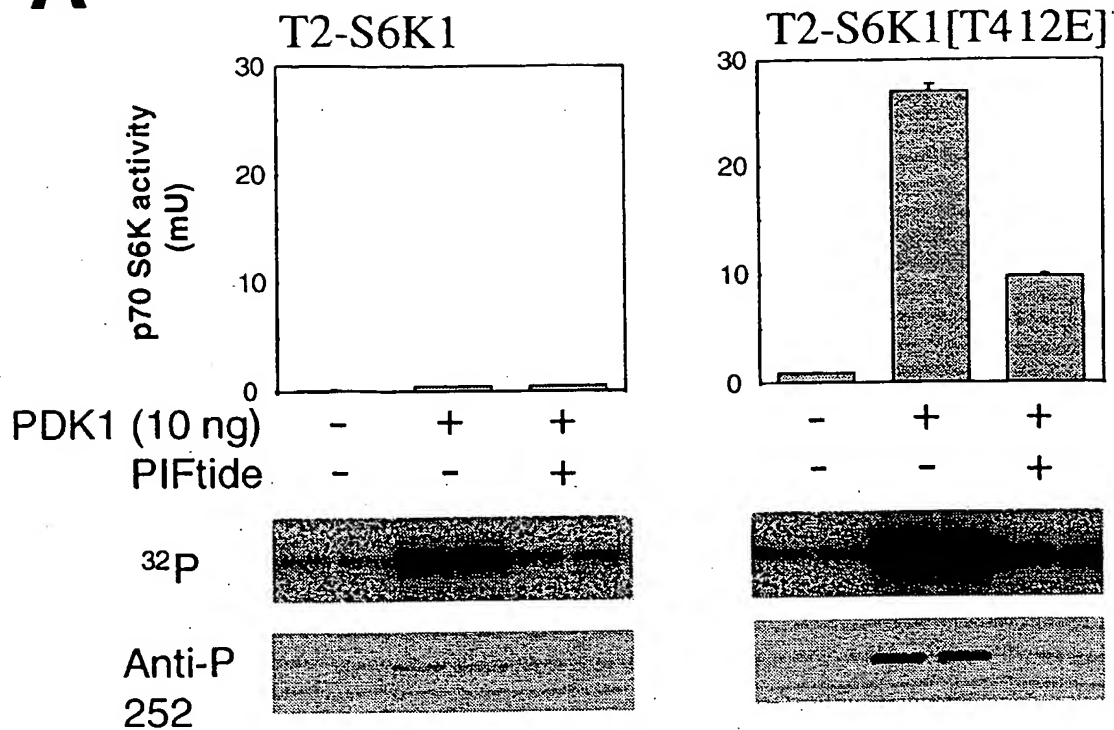 A
T2-S6K1
T2-S6K1[T412E]
p70 S6K activity
(mU)
30
20
10
0
30
20
10
0
PDK1 (10 ng) - + + - + +
PIFtide - - + - - +
32P
Anti-P
252